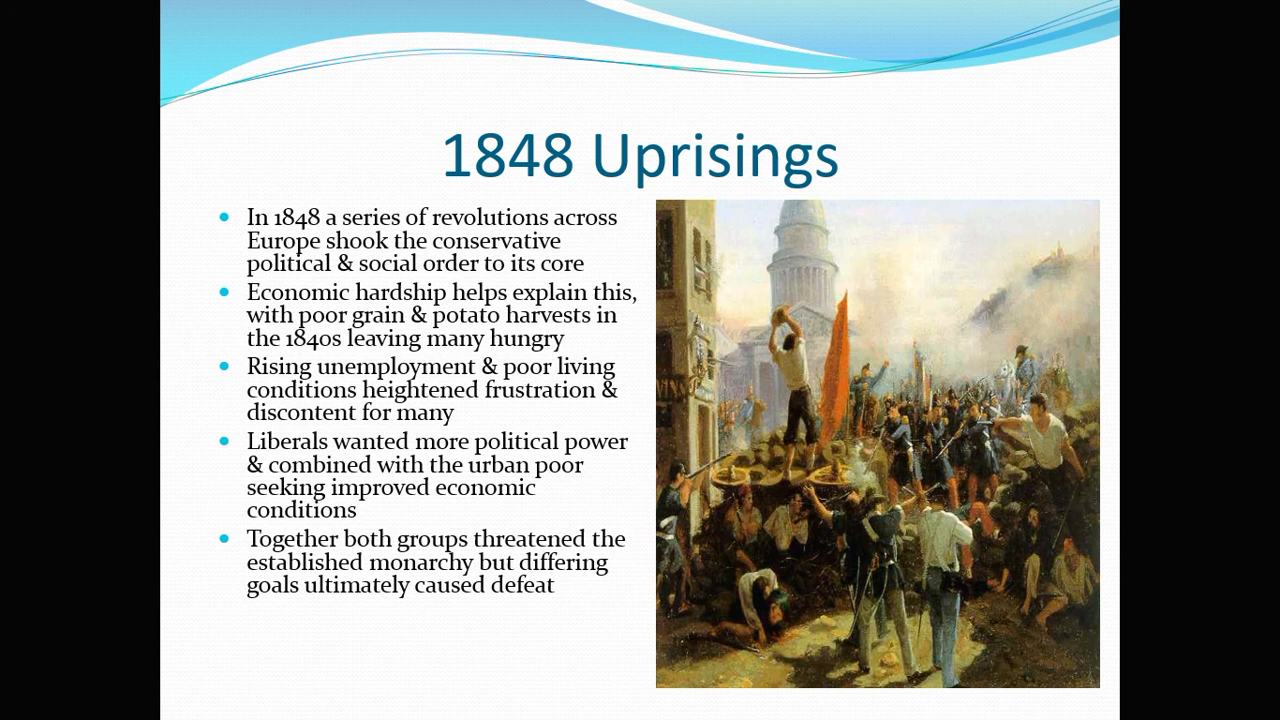 1848 Uprisings
In 1848 a series of revolutions across
Europe shook the conservative
political & social order to its core
Economic hardship helps explain this,
with poor grain & potato harvests in
the 1840s leaving many hungry
Rising unemployment & poor living
conditions heightened frustration &
discontent for many
Liberals wanted more political power
& combined with the urban poor
seeking improved economic
conditions
Together both groups threatened the
established monarchy but differing
goals ultimately caused defeat